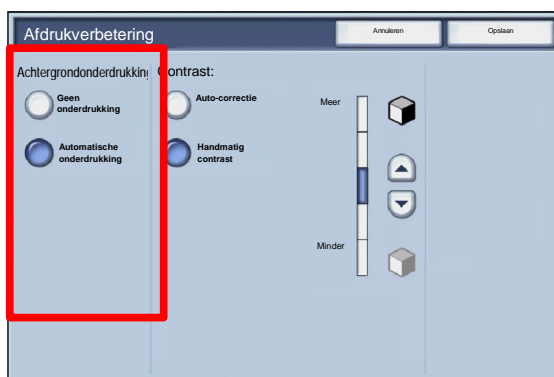 Afdrukverbetering
Annuleren
Opslaan
Achtergrondonderdrukking
Contrast:
Geen
onderdrukking
Automatische
onderdrukking
Auto-correctie
Handmatig
contrast
Meer
Minder